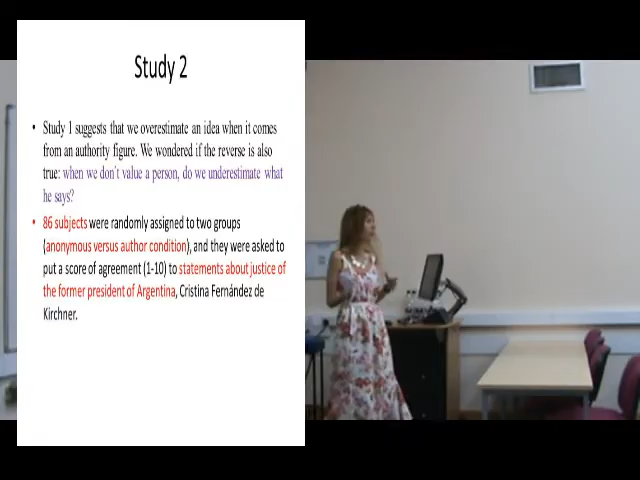 Study 2
• Study 1 suggests that we overestimate an idea when it comes
from an authority figure. We wondered if the reverse is also
true: when we don´t value a person, do we underestimate what
he says?
• 86 subjects were randomly assigned to two groups
(anonymous versus author condition), and they were asked to
put a score of agreement (1-10) to statements about justice of
the former president of Argentina, Cristina Fernández de
Kirchner.